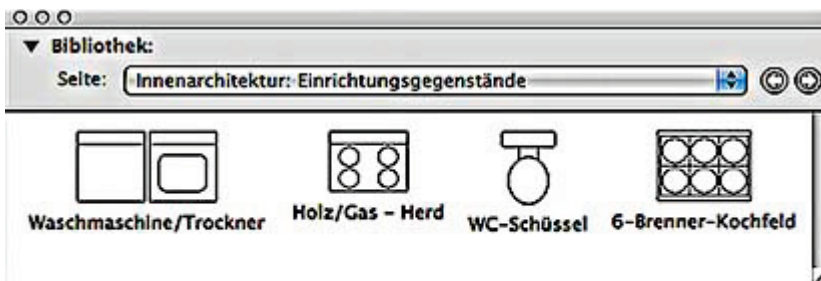 Bibliothek:
Seite: Innenarchitektur: Einrichtungsgegenstände
Waschmaschine/Trockner Holz/Gas - Herd WC-Schüssel 6-Brenner-Kochfeld